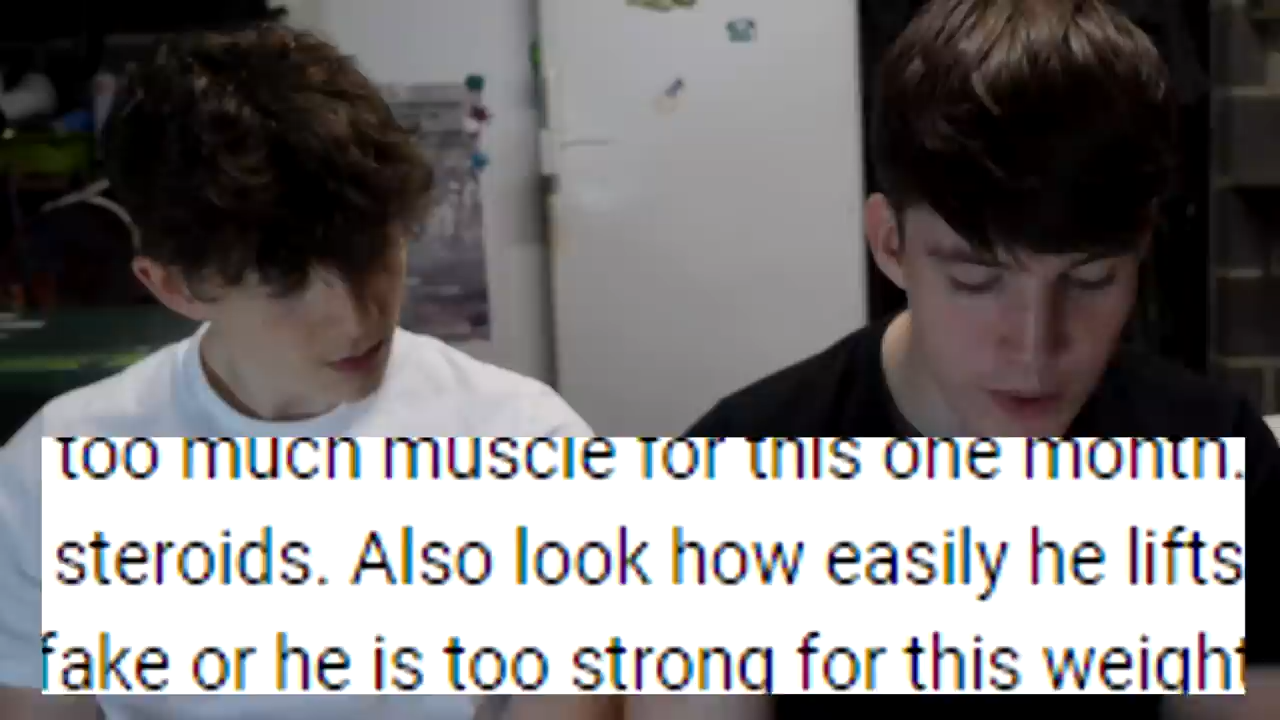 too much muscle for this one month.
steroids. Also look how easily he lifts
fake or he is too strong for this weight